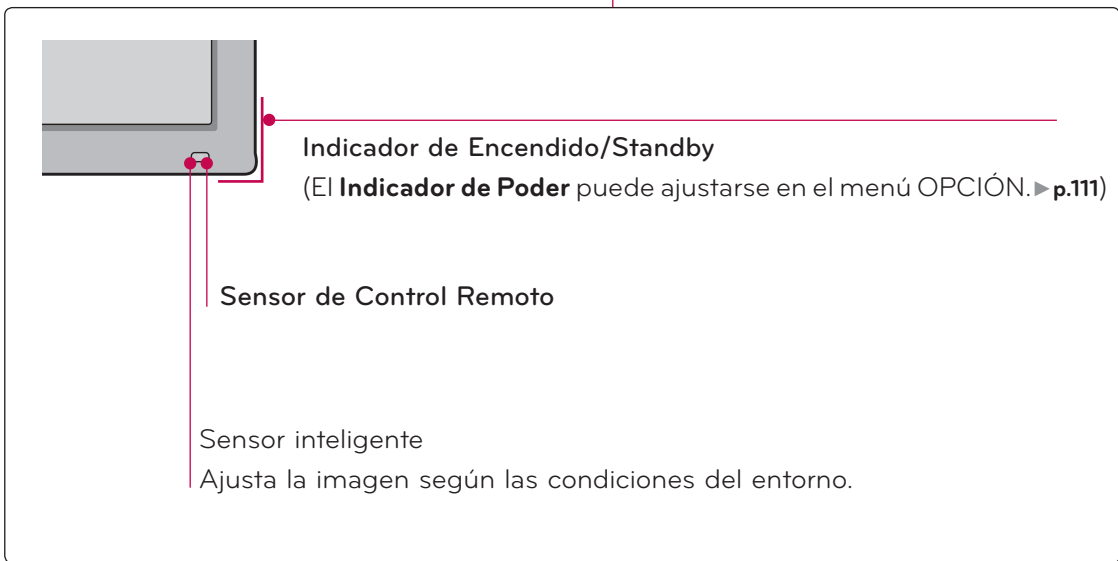 Indicador de Encendido/Standby
(El Indicador de Poder puede ajustarse en el menú OPCIÓN.►p.111)
Sensor de Control Remoto
Sensor inteligente
Ajusta la imagen según las condiciones del entorno.